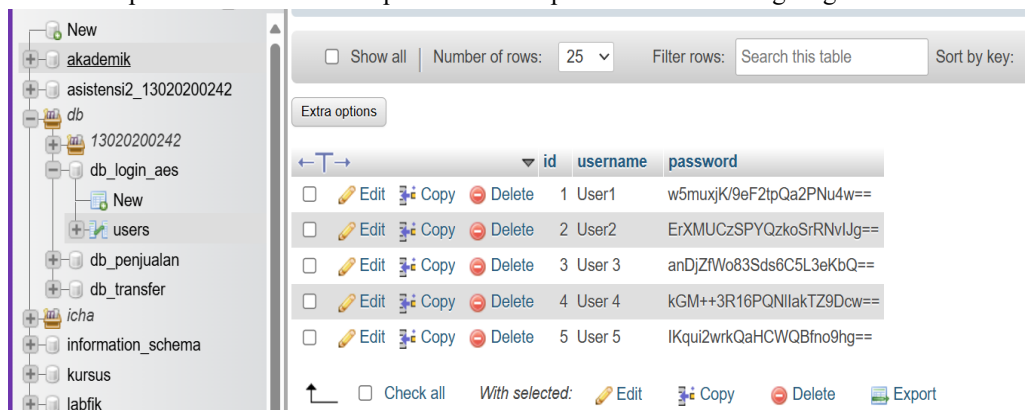 New
akademik
asistensi2_13020200242
db
13020200242
db_login_aes
New
users
db_penjualan
db_transfer
icha
information_schema
kursus
labfik
Show all Number of rows: 25 Filter rows: Search this table Sort by key:
Extra options
id username password
Edit Copy Delete 1 User1 w5muxjK/9eF2tpQa2PNu4w==
Edit Copy Delete 2 User2 ErXMUCzSPYQzkoSrRNvIJg==
Edit Copy Delete 3 User 3 anDjZfWo83Sds6C5L3eKbQ==
Edit Copy Delete 4 User 4 kGM++3R16PQNlIakTZ9Dcw==
Edit Copy Delete 5 User 5 IKqui2wrkQaHCWQBfno9hg==
Check all With selected: Edit Copy Delete Export